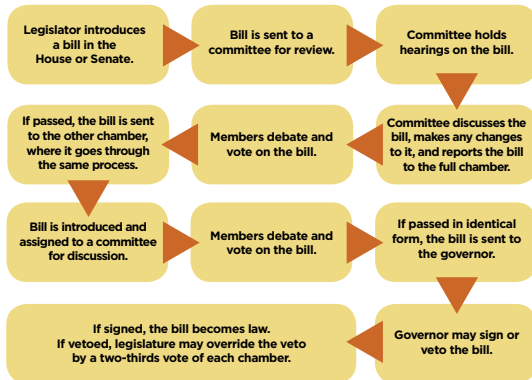 Legislator introduces
a bill in the
House or Senate.
Bill is sent to a
committee for review.
Committee holds
hearings on the bill.
Committee discusses the
bill, makes any changes
to it, and reports the bill
to the full chamber.
Members debate and
vote on the bill.
If passed, the bill is sent
to the other chamber,
where it goes through
the same process.
Bill is introduced and
assigned to a committee
for discussion.
Members debate and
vote on the bill.
If passed in identical
form, the bill is sent to
the governor.
Governor may sign or
veto the bill.
If signed, the bill becomes law.
If vetoed, legislature may override the veto
by a two-thirds vote of each chamber.